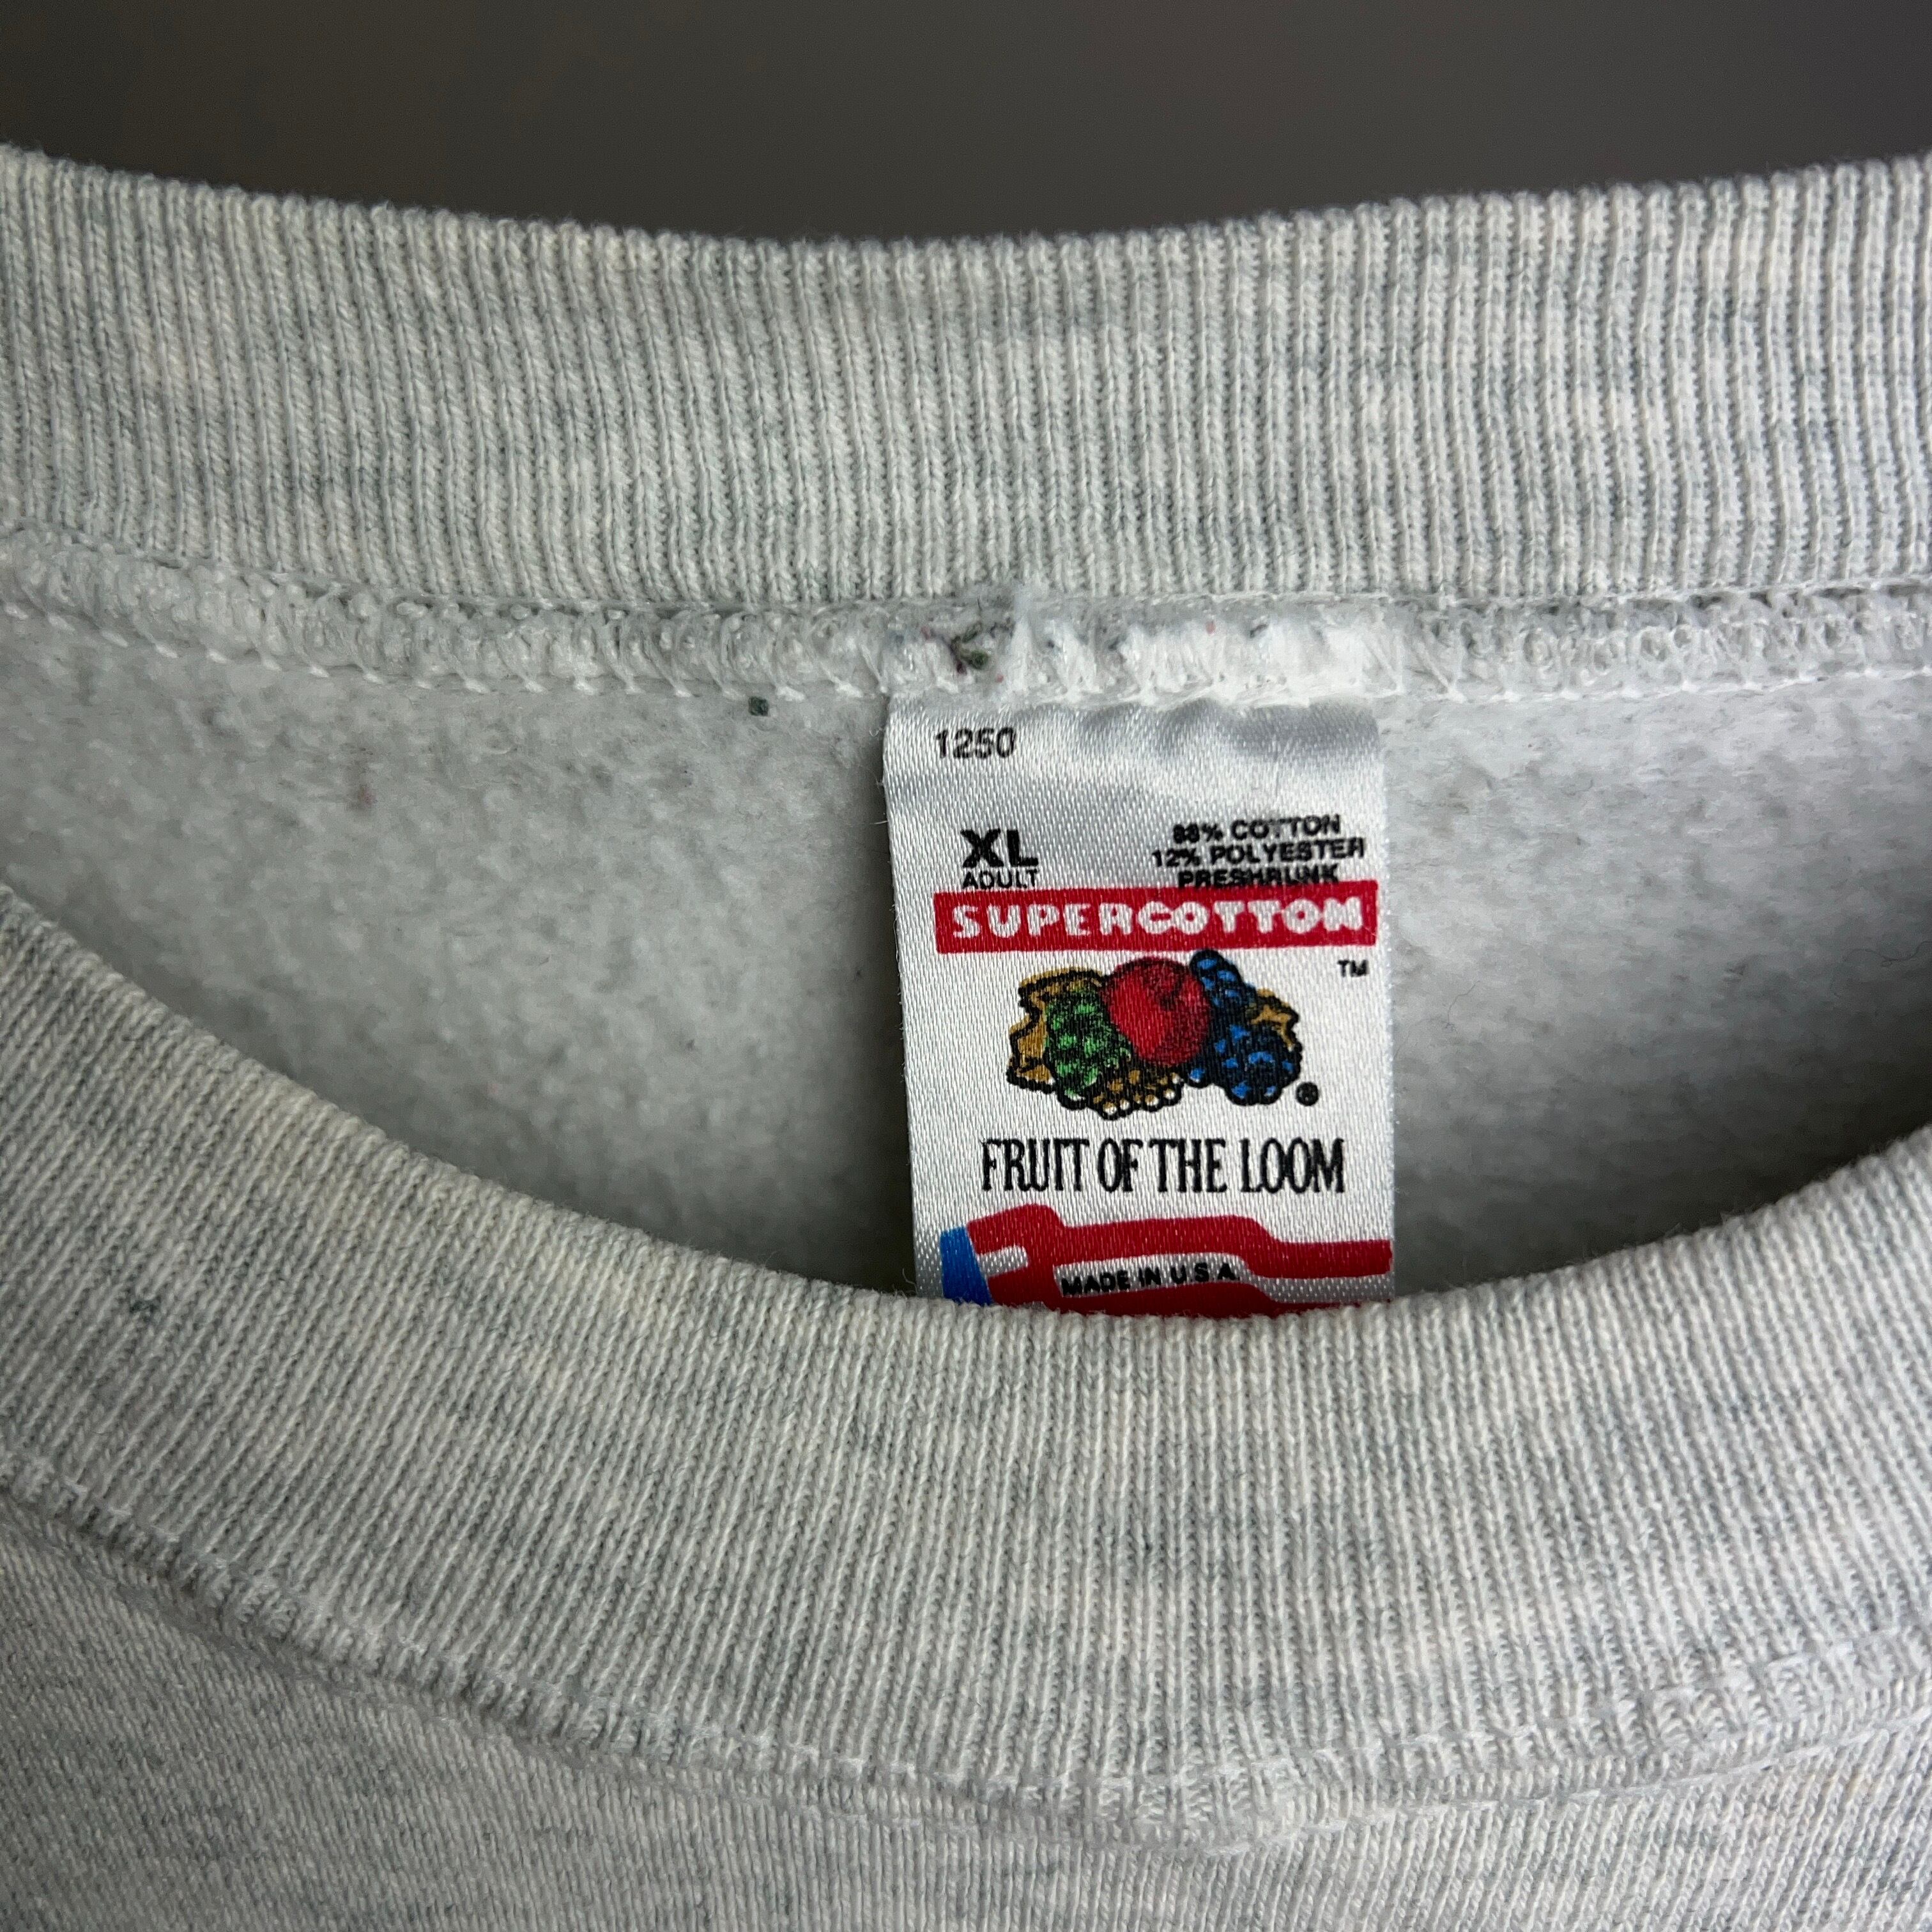 1250
XL
ADULT
88% COTTON
12% POLYESTER
PRESHRUNK
SUPERCOTTON
TM
®
FRUIT OF THE LOOM
MADE IN U S A